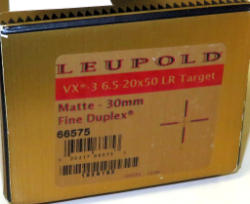 LEUPOLD
VX®-3 6.5-20x50 LR Target
Matte - 30mm
Fine Duplex®
66575